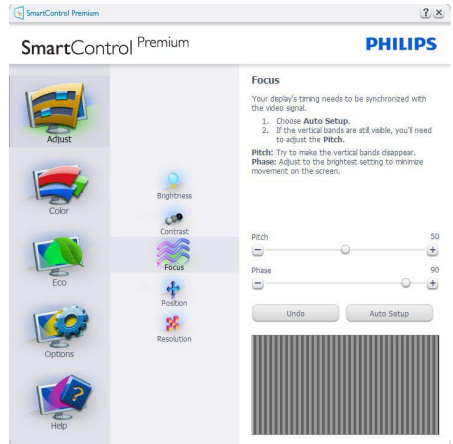 SmartControl Premium
? X
SmartControl Premium
PHILIPS
Adjust
Color
Eco
Options
Help
Brightness
Contrast
Focus
Position
Resolution
Focus
Your display's timing needs to be synchronized with
the video signal.
1. Choose Auto Setup.
2. If the vertical bands are still visible, you'll need
to adjust the Pitch.
Pitch: Try to make the vertical bands disappear.
Phase: Adjust to the brightest setting to minimize
movement on the screen.
Pitch 50
Phase 90
Undo Auto Setup